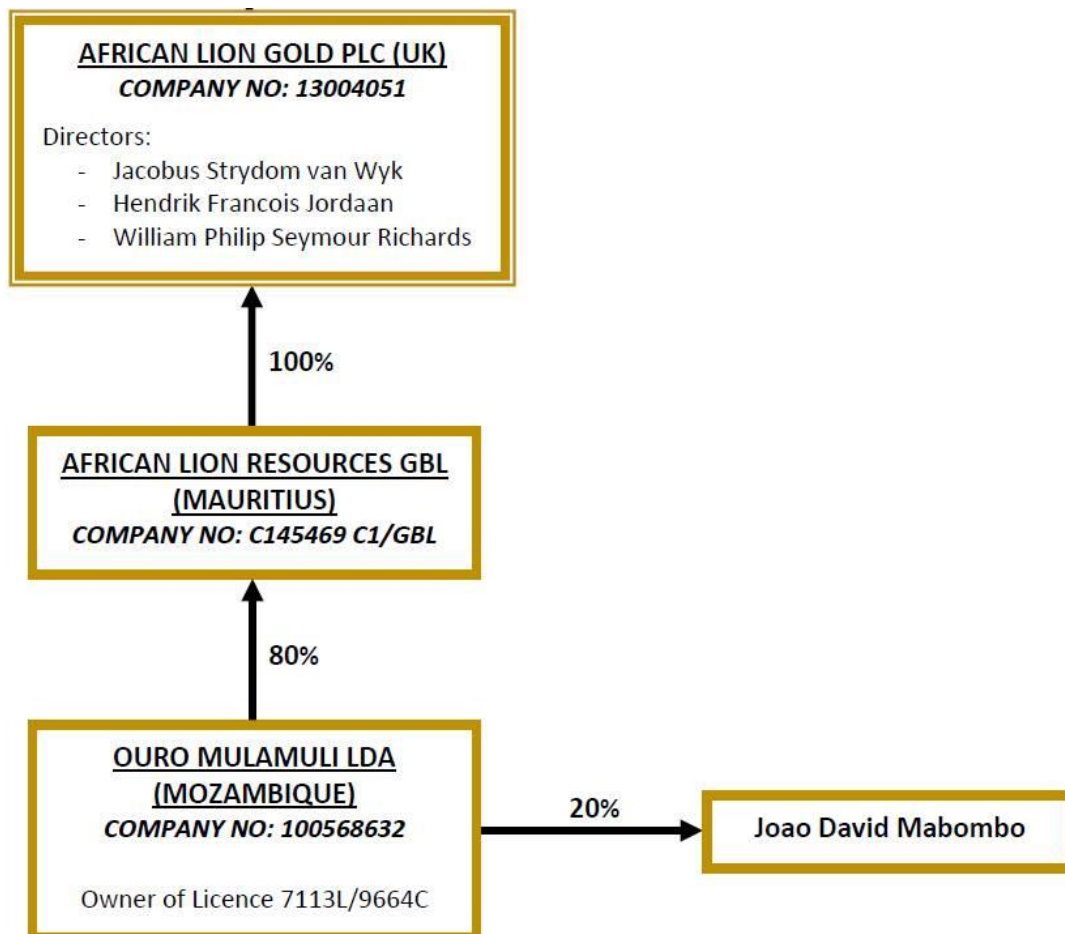 AFRICAN LION GOLD PLC (UK)
COMPANY NO: 13004051
Directors:
- Jacobus Strydom van Wyk
- Hendrik Francois Jordaan
- William Philip Seymour Richards
100%
AFRICAN LION RESOURCES GBL
(MAURITIUS)
COMPANY NO: C145469 C1/GBL
80%
OURO MULAMULI LDA
(MOZAMBIQUE)
COMPANY NO: 100568632
Owner of Licence 7113L/9664C
20%
Joao David Mabombo